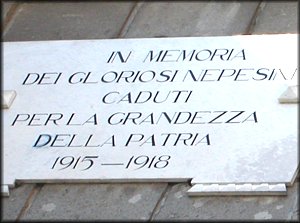 IN MEMORIA
DEI GLORIOSI NEPESINI
CADUTI
PER LA GRANDEZZA
DELLA PATRIA
1915-1918